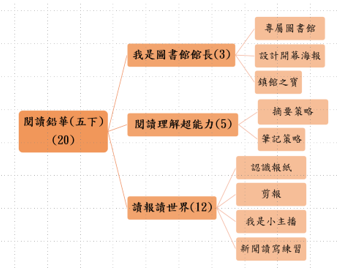 閱讀鉛華(五下)
(20)
我是圖書館館長(3)
專屬圖書館
設計開幕海報
鎮館之寶
閱讀理解超能力(5)
摘要策略
筆記策略
讀報讀世界(12)
認識報紙
剪報
我是小主播
新聞讀寫練習